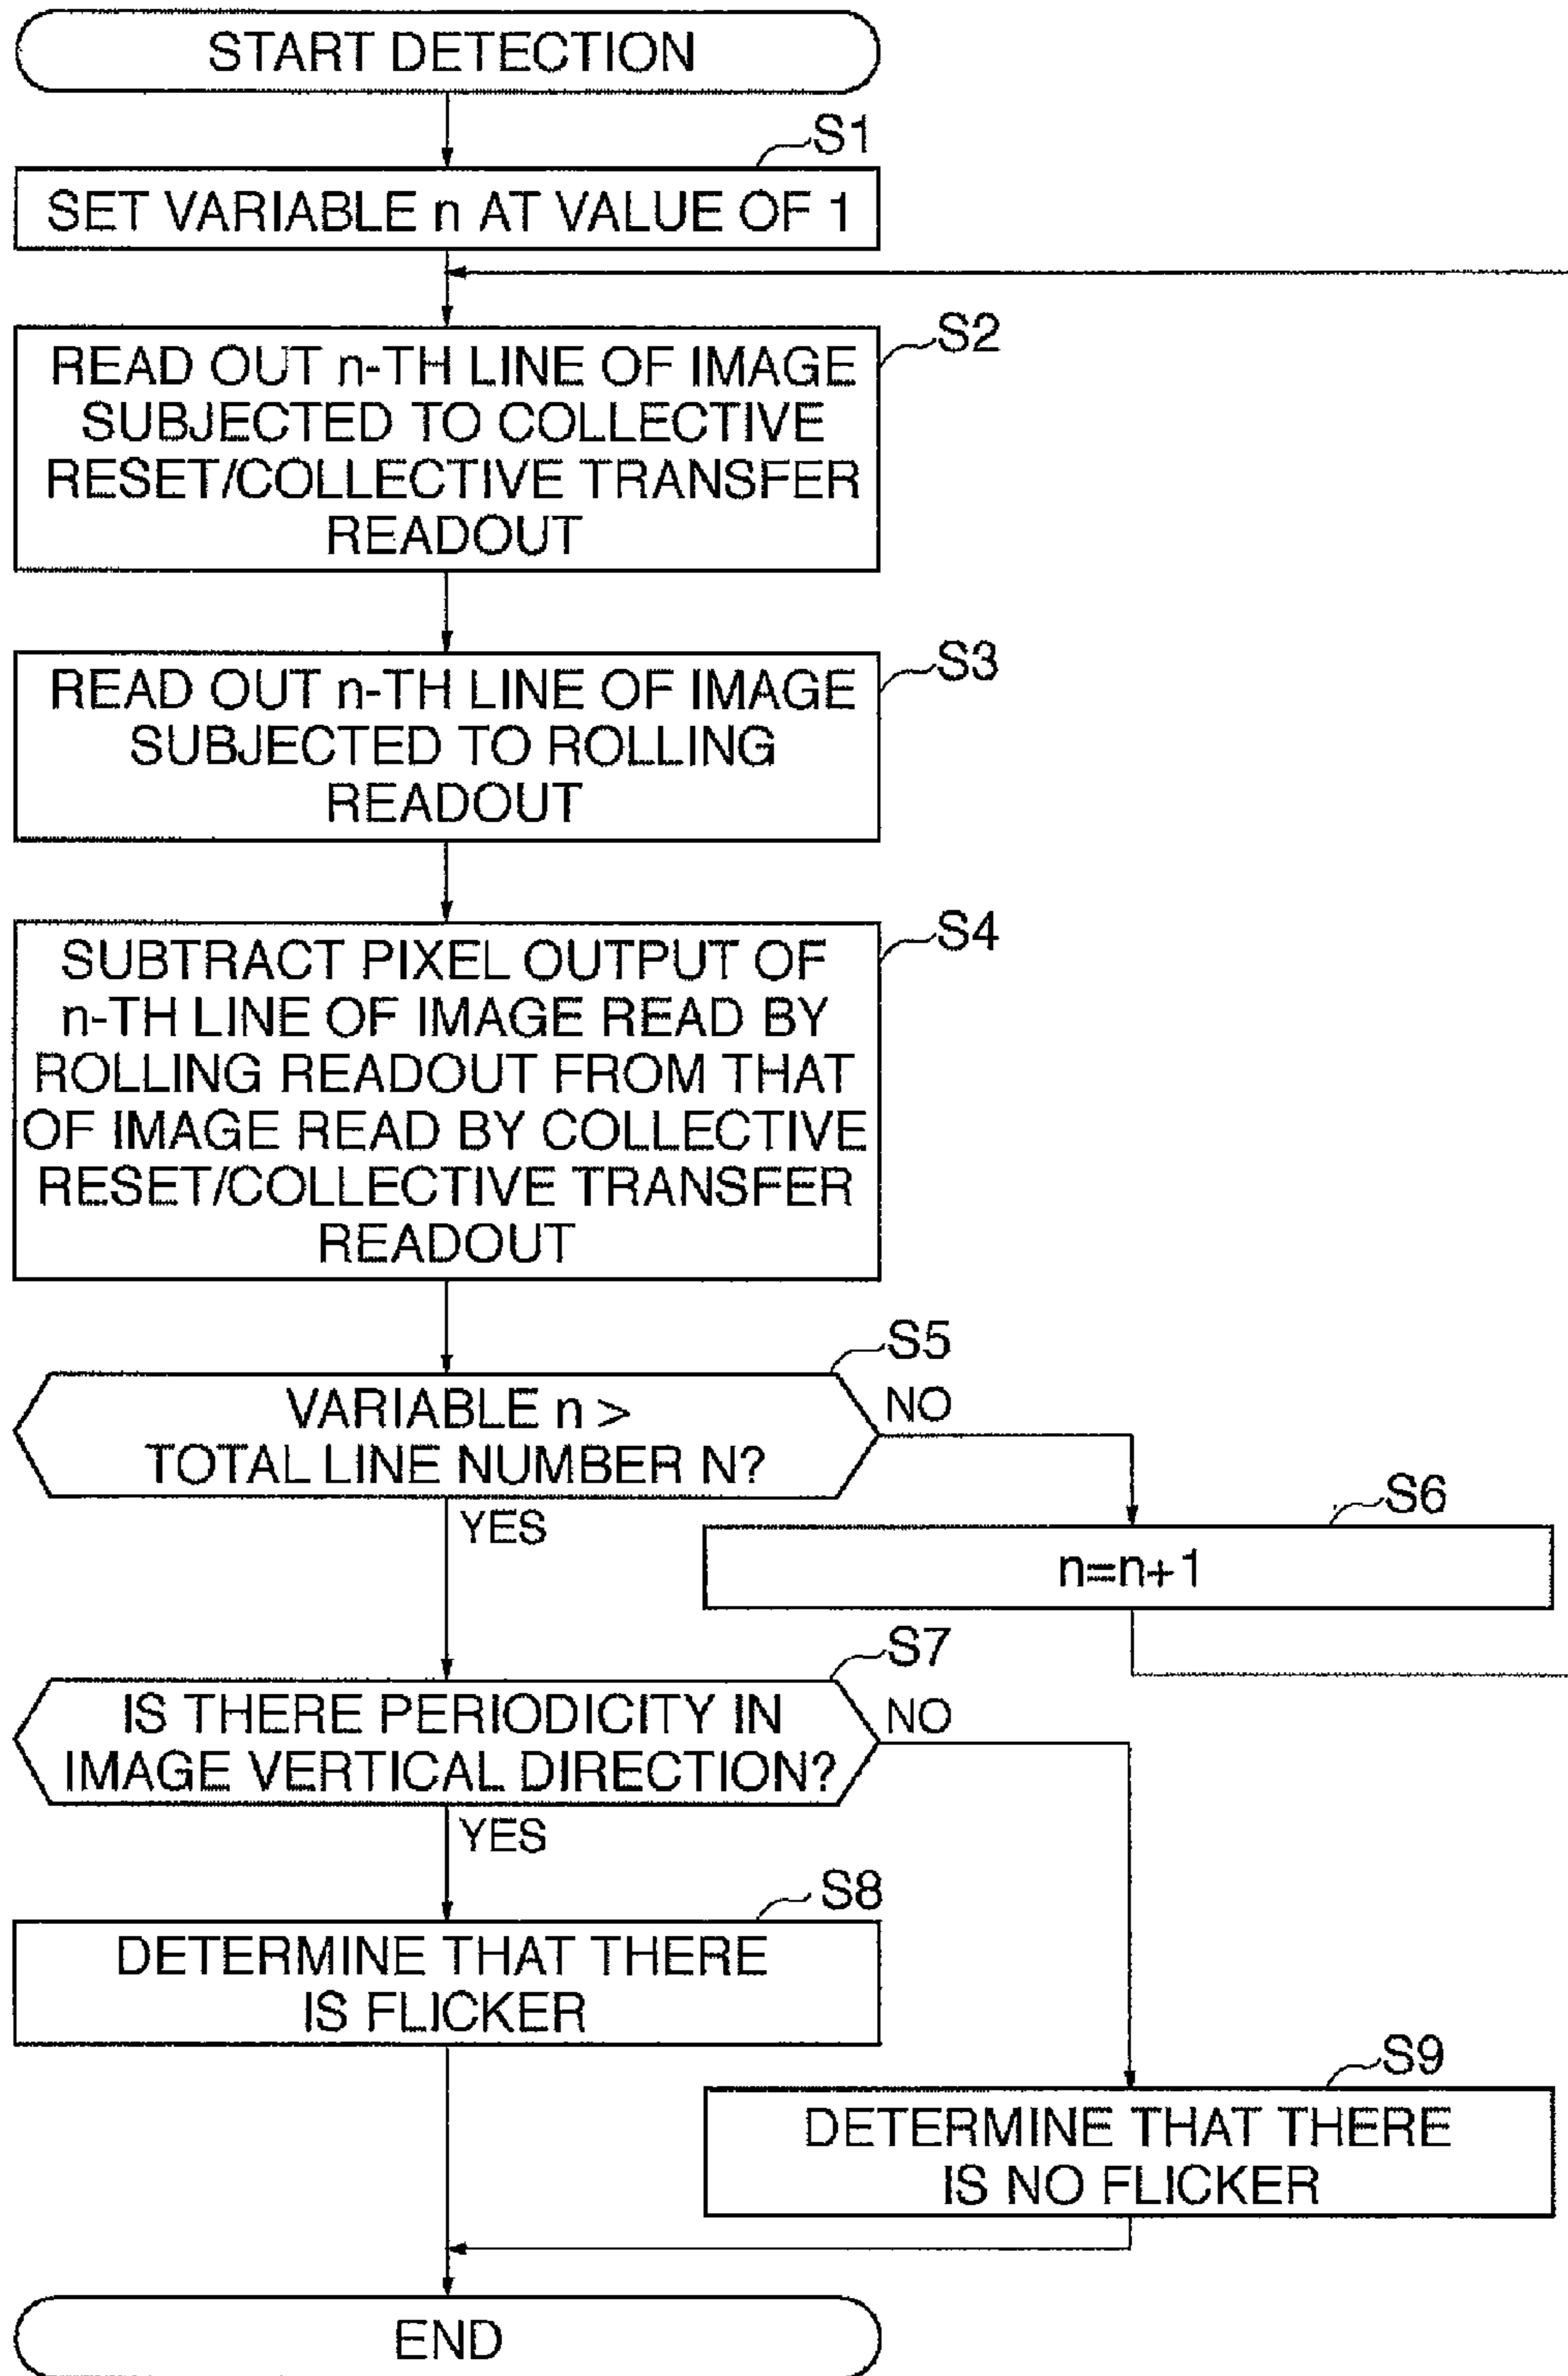 START DETECTION
S1
SET VARIABLE n AT VALUE OF 1
S2
READ OUT n-TH LINE OF IMAGE
SUBJECTED TO COLLECTIVE
RESET/COLLECTIVE TRANSFER
READOUT
S3
READ OUT n-TH LINE OF IMAGE
SUBJECTED TO ROLLING
READOUT
S4
SUBTRACT PIXEL OUTPUT OF
n-TH LINE OF IMAGE READ BY
ROLLING READOUT FROM THAT
OF IMAGE READ BY COLLECTIVE
RESET/COLLECTIVE TRANSFER
READOUT
S5
VARIABLE n >
TOTAL LINE NUMBER N?
NO
YES
S6
n=n+1
S7
IS THERE PERIODICITY IN
IMAGE VERTICAL DIRECTION?
NO
YES
S8
DETERMINE THAT THERE
IS FLICKER
S9
DETERMINE THAT THERE
IS NO FLICKER
END